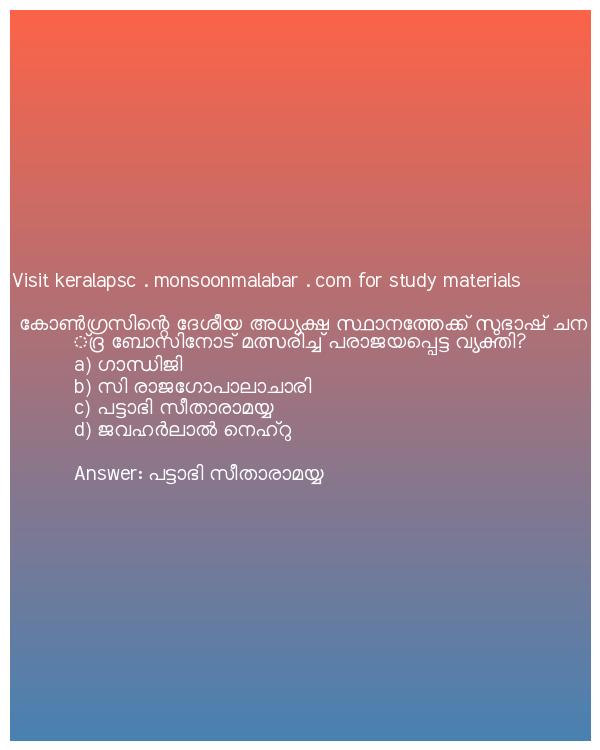 Visit keralapsc . monsoonmalabar . com for study materials
കോൺഗ്രസിന്റെ ദേശീയ അധ്യക്ഷ സ്ഥാനത്തേക്ക് സുഭാഷ് ചന
്ദ്ര ബോസിനോട് മത്സരിച്ച് പരാജയപ്പെട്ട വ്യക്തി?
a) ഗാന്ധിജി
b) സി രാജഗോപാലാചാരി
c) പട്ടാഭി സീതാരാമയ്യ
d) ജവഹർലാൽ നെഹ്റു
Answer: പട്ടാഭി സീതാരാമയ്യ